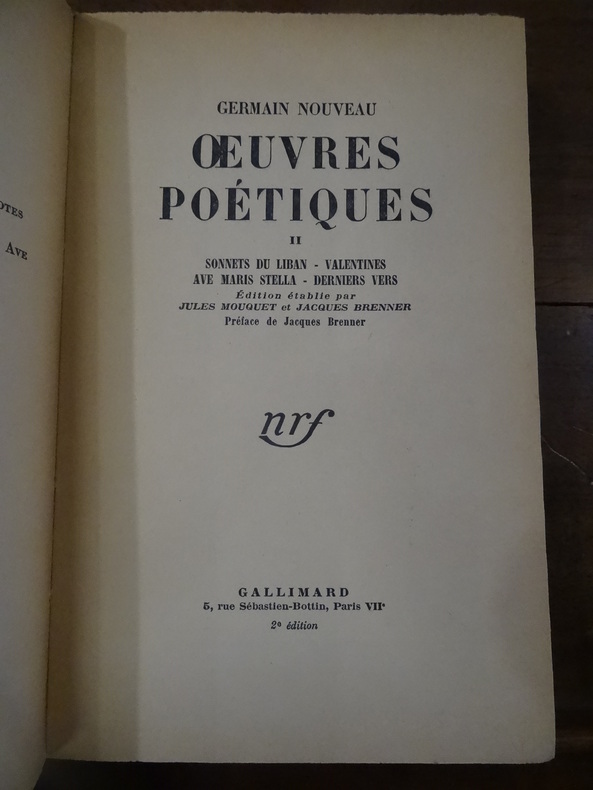 GERMAIN NOUVEAU
ŒUVRES
POÉTIQUES
II
SONNETS DU LIBAN - VALENTINES
AVE MARIS STELLA - DERNIERS VERS
Édition établie par
JULES MOUQUET et JACQUES BRENNER
Préface de Jacques Brenner
nrf
GALLIMARD
5, rue Sébastien-Bottin, Paris VIIe
2e édition
AVE